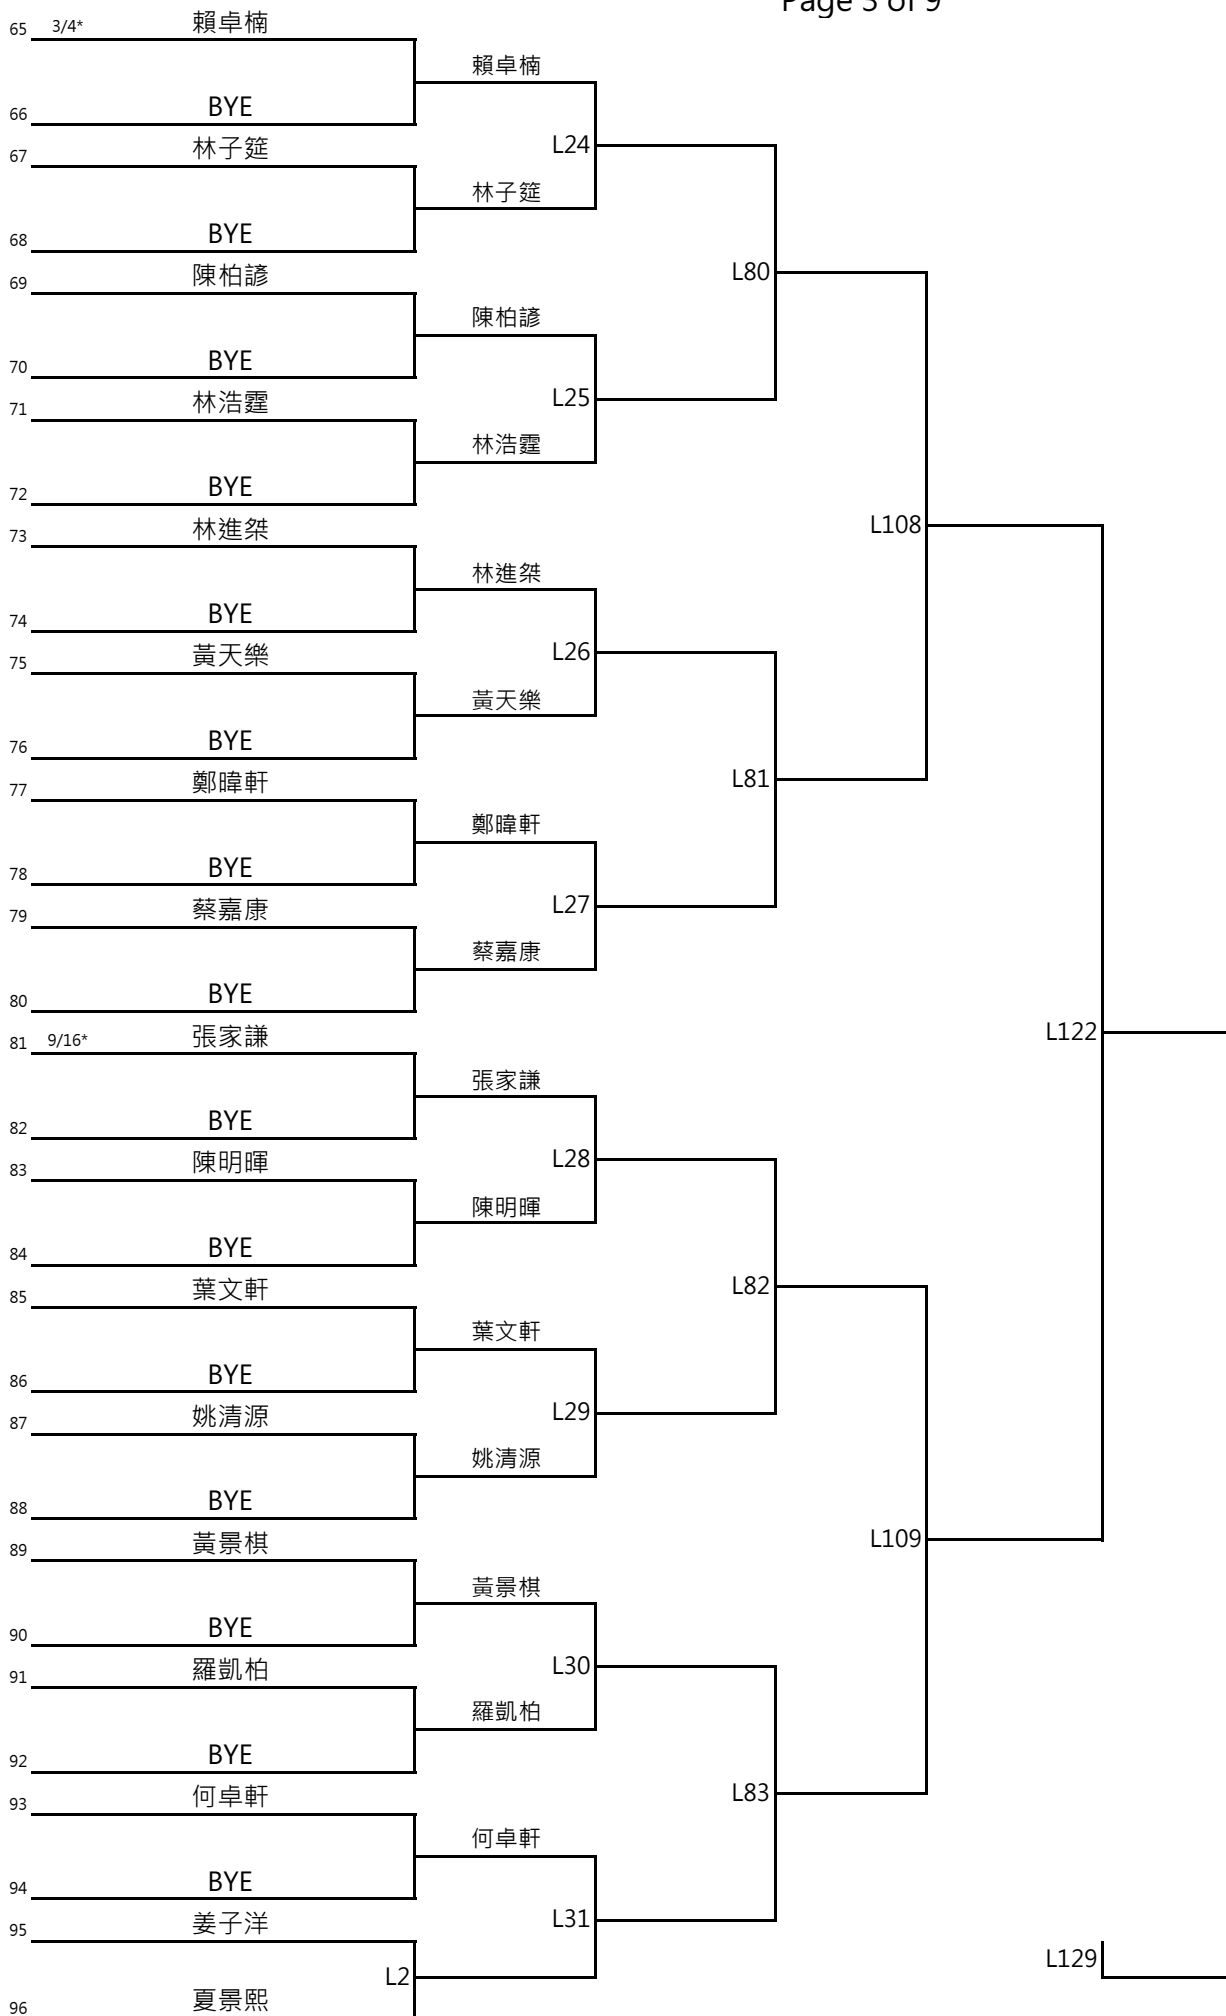 Page 3 of 9
65 3/4* 賴卓楠
賴卓楠
66 BYE
L24
67 林子筵
林子筵
68 BYE
L80
69 陳柏諺
陳柏諺
70 BYE
L25
71 林浩霆
林浩霆
72 BYE
L108
73 林進桀
林進桀
74 BYE
L26
75 黃天樂
黃天樂
76 BYE
L81
77 鄭暐軒
鄭暐軒
78 BYE
L27
79 蔡嘉康
蔡嘉康
80 BYE
L122
81 9/16* 張家謙
張家謙
82 BYE
L28
83 陳明暉
陳明暉
84 BYE
L82
85 葉文軒
葉文軒
86 BYE
L29
87 姚清源
姚清源
88 BYE
L109
89 黃景棋
黃景棋
90 BYE
L30
91 羅凱柏
羅凱柏
92 BYE
L83
93 何卓軒
何卓軒
94 BYE
L31
95 姜子洋
L129
L2
96 夏景熙